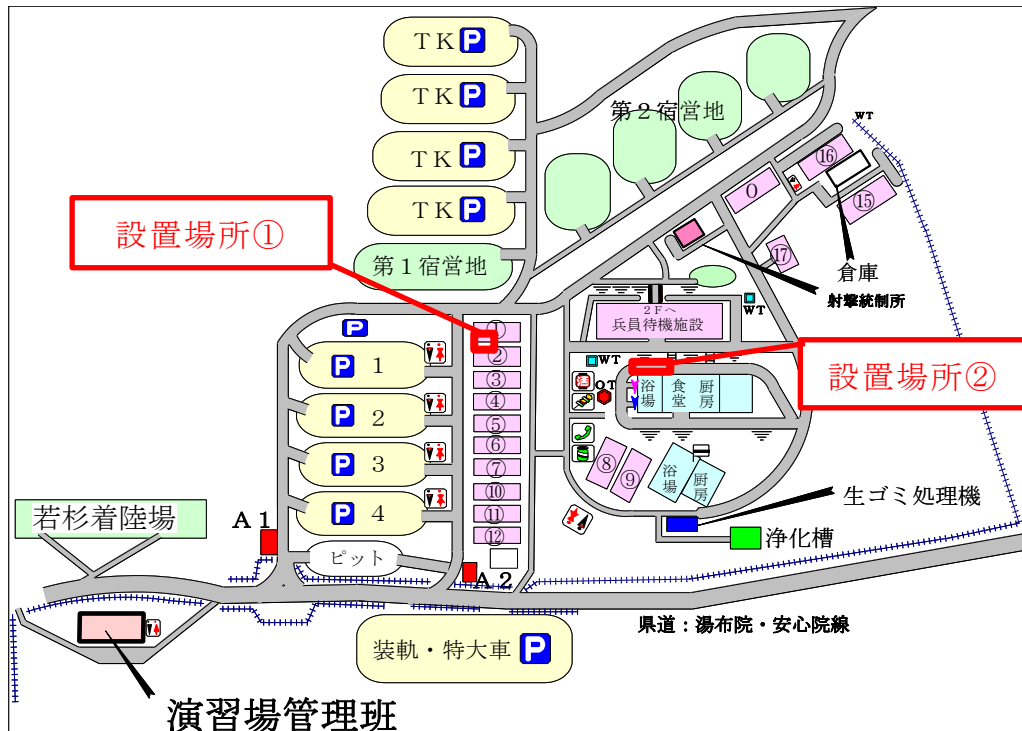 TK P
TK P
TK P
TK P
第2宿営地
WT
⑯
⑮
O
⑰
倉庫
射撃統制所
設置場所①
第1宿営地
2Fへ
兵員待機施設
WT
WT
設置場所②
P
P 1
P 2
P 3
P 4
ピット
①
②
③
④
⑤
⑥
⑦
⑩
⑪
⑫
OT
浴場
食堂
厨房
⑧
⑨
浴場
厨房
生ゴミ処理機
浄化槽
若杉着陸場
A1
A2
県道:湯布院・安心院線
装軌・特大車 P
演習場管理班